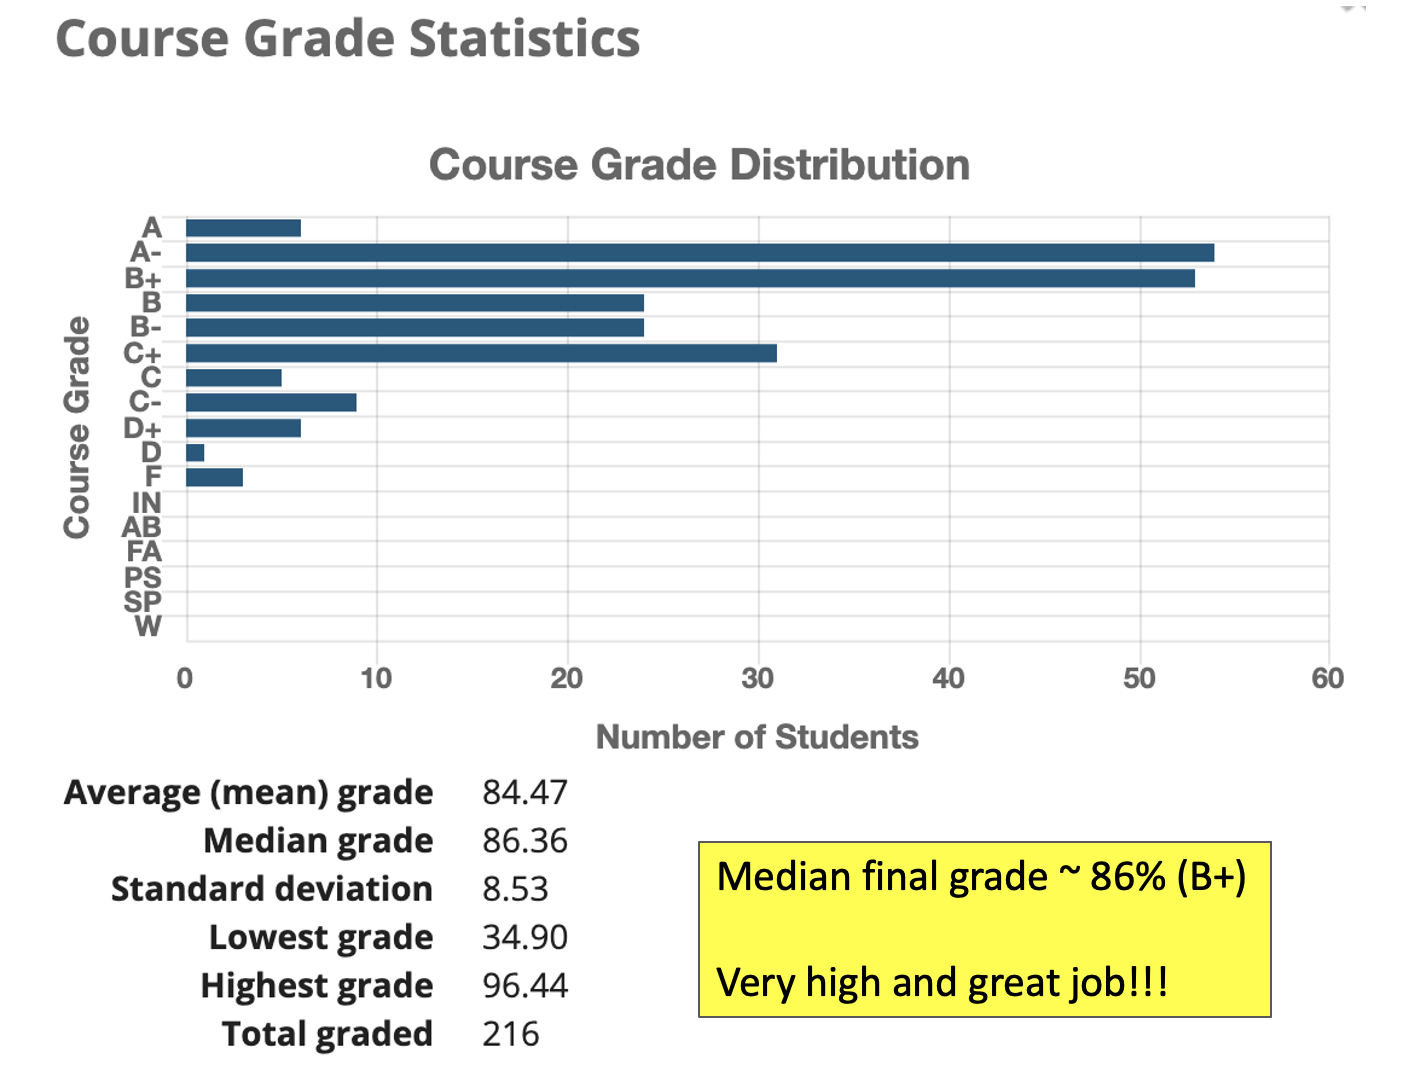 Course Grade Statistics
Course Grade Distribution
Course Grade
A
A-
B+
B
B-
C+
C
C-
D+
D
F
IN
AB
FA
PS
SP
W
0 10 20 30 40 50 60
Number of Students
Average (mean) grade 84.47
Median grade 86.36
Standard deviation 8.53
Lowest grade 34.90
Highest grade 96.44
Total graded 216
Median final grade ~ 86% (B+)
Very high and great job!!!